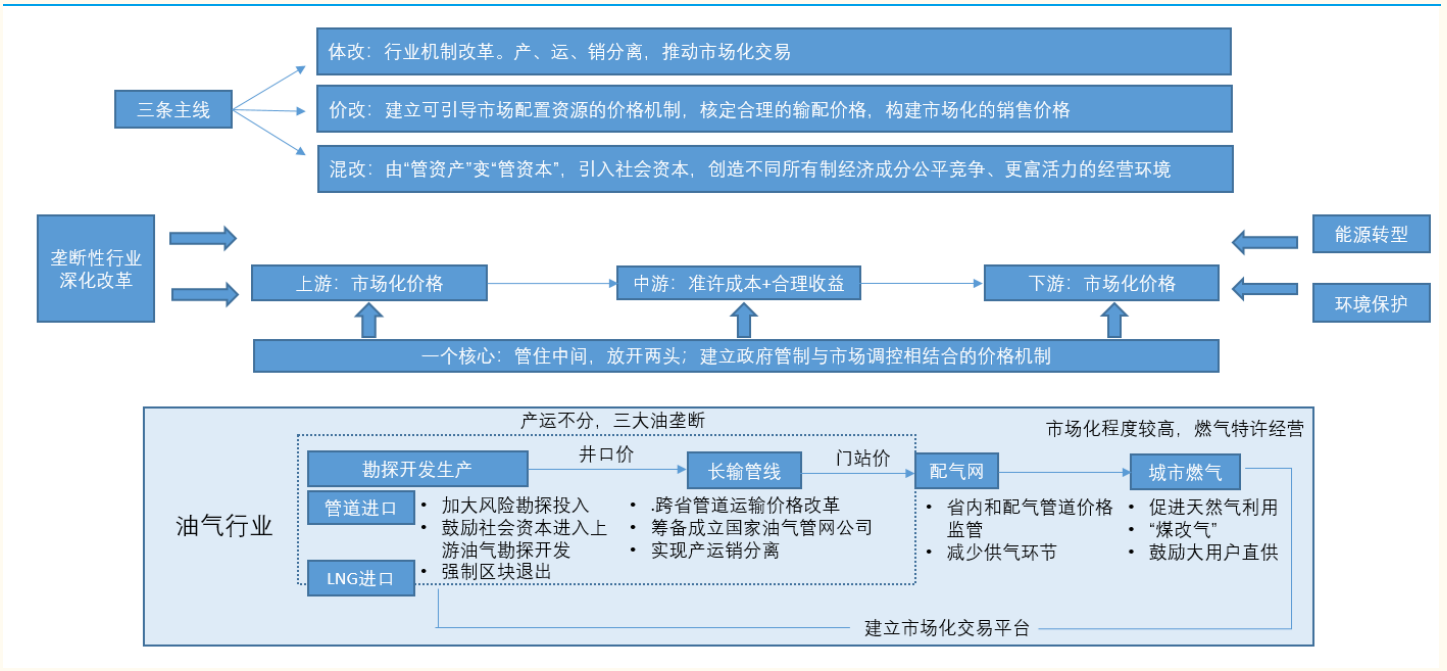 体改：行业机制改革。产、运、销分离，推动市场化交易
三条主线
价改：建立可引导市场配置资源的价格机制，核定合理的输配价格，构建市场化的销售价格
混改：由“管资产”变“管资本”，引入社会资本，创造不同所有制经济成分公平竞争、更富活力的经营环境
垄断性行业
深化改革
能源转型
环境保护
上游：市场化价格
中游：准许成本+合理收益
下游：市场化价格
一个核心：管住中间，放开两头；建立政府管制与市场调控相结合的价格机制
产运不分，三大油垄断
市场化程度较高，燃气特许经营
油气行业
勘探开发生产
井口价
长输管线
门站价
配气网
城市燃气
管道进口
LNG进口
• 加大风险勘探投入
• 鼓励社会资本进入上
游油气勘探开发
• 强制区块退出
• .跨省管道运输价格改革
• 筹备成立国家油气管网公司
• 实现产运销分离
• 省内和配气管道价格
监管
• 减少供气环节
• 促进天然气利用
• “煤改气”
• 鼓励大用户直供
建立市场化交易平台